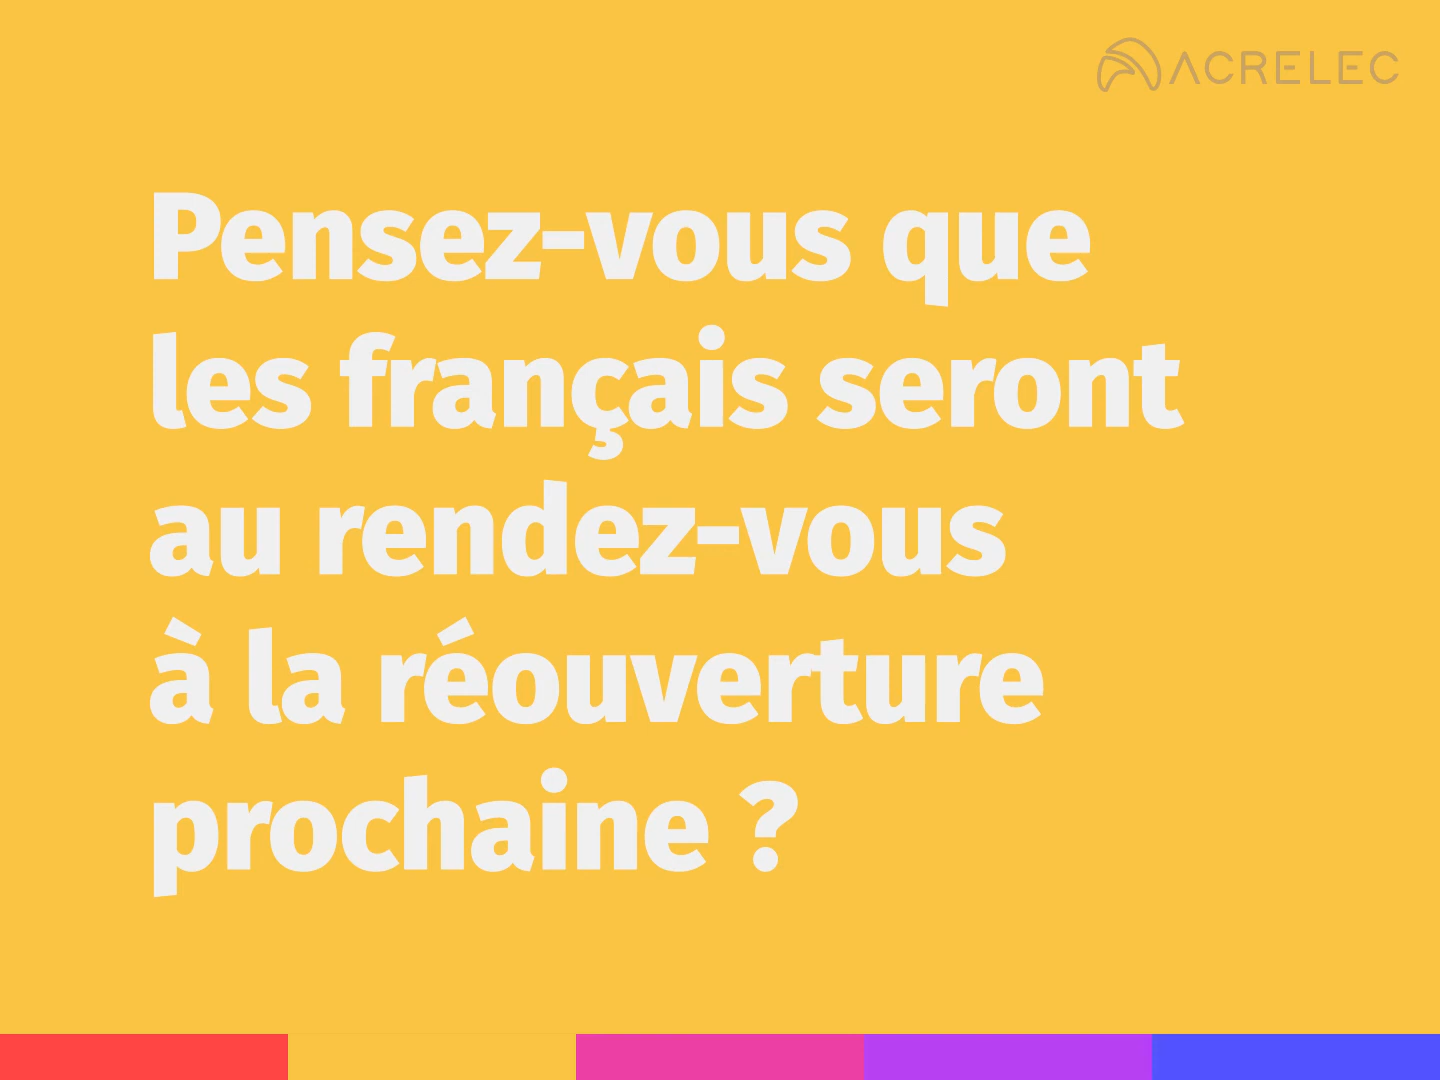 ACRELEC
Pensez-vous que
les français seront
au rendez-vous
à la réouverture
prochaine ?